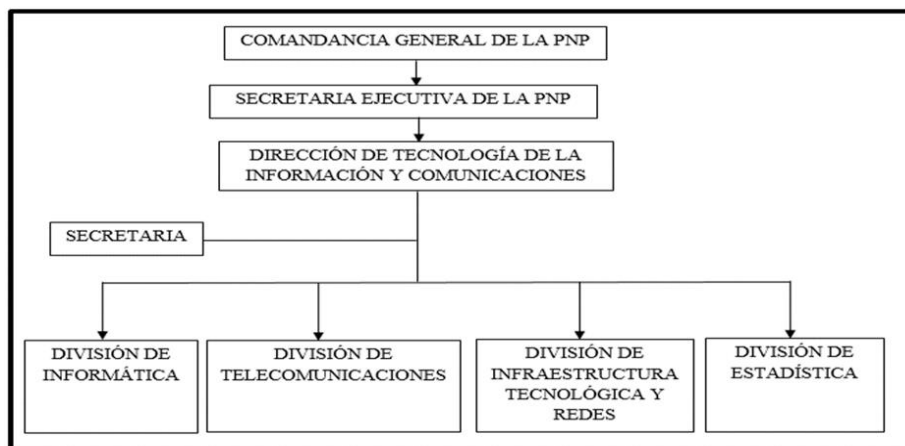 COMANDANCIA GENERAL DE LA PNP
SECRETARIA EJECUTIVA DE LA PNP
DIRECCIÓN DE TECNOLOGÍA DE LA
INFORMACIÓN Y COMUNICACIONES
SECRETARIA
DIVISIÓN DE
INFORMÁTICA
DIVISIÓN DE
TELECOMUNICACIONES
DIVISIÓN DE
INFRAESTRUCTURA
TECNOLÓGICA Y
REDES
DIVISIÓN DE
ESTADÍSTICA